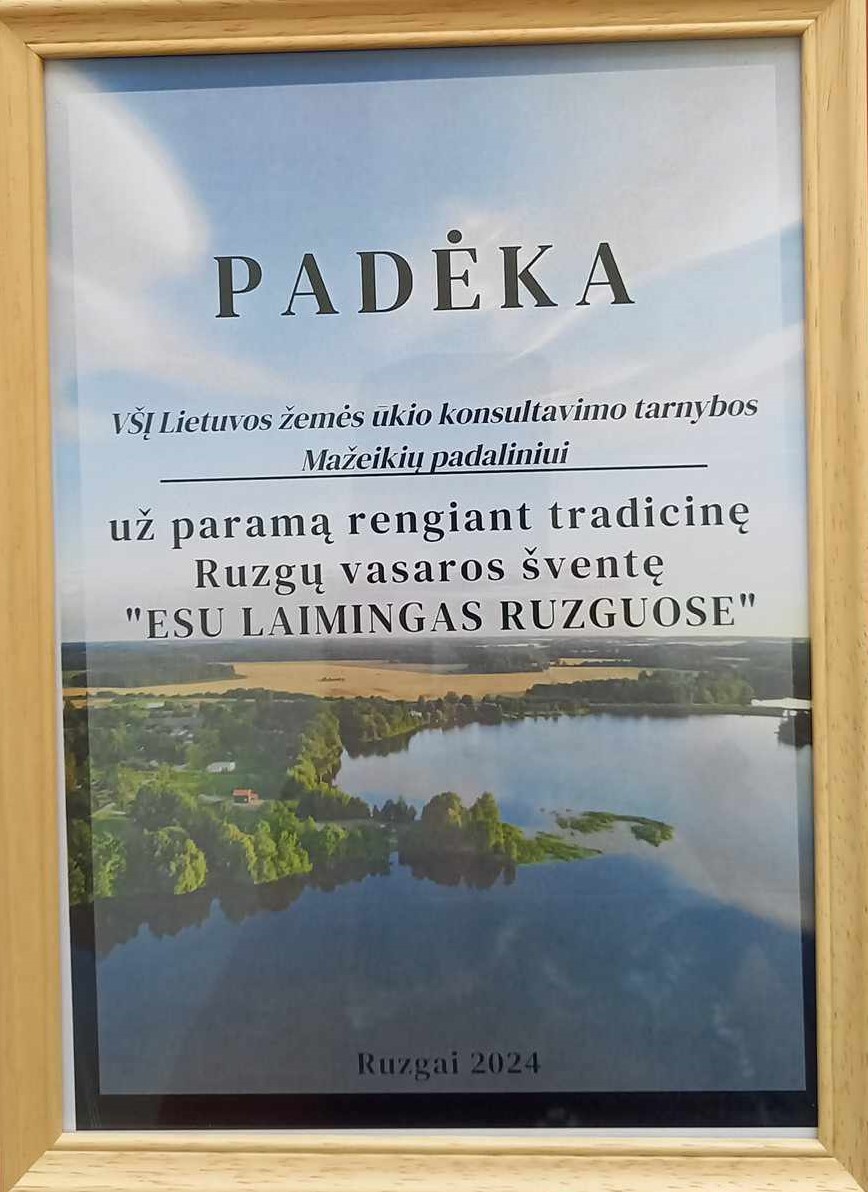 PADĖKA
VŠĮ Lietuvos žemės ūkio konsultavimo tarnybos
Mažeikių padaliniui
už paramą rengiant tradicinę
Ruzgų vasaros šventę
"ESU LAIMINGAS RUZGUOSE"
Ruzgai 2024